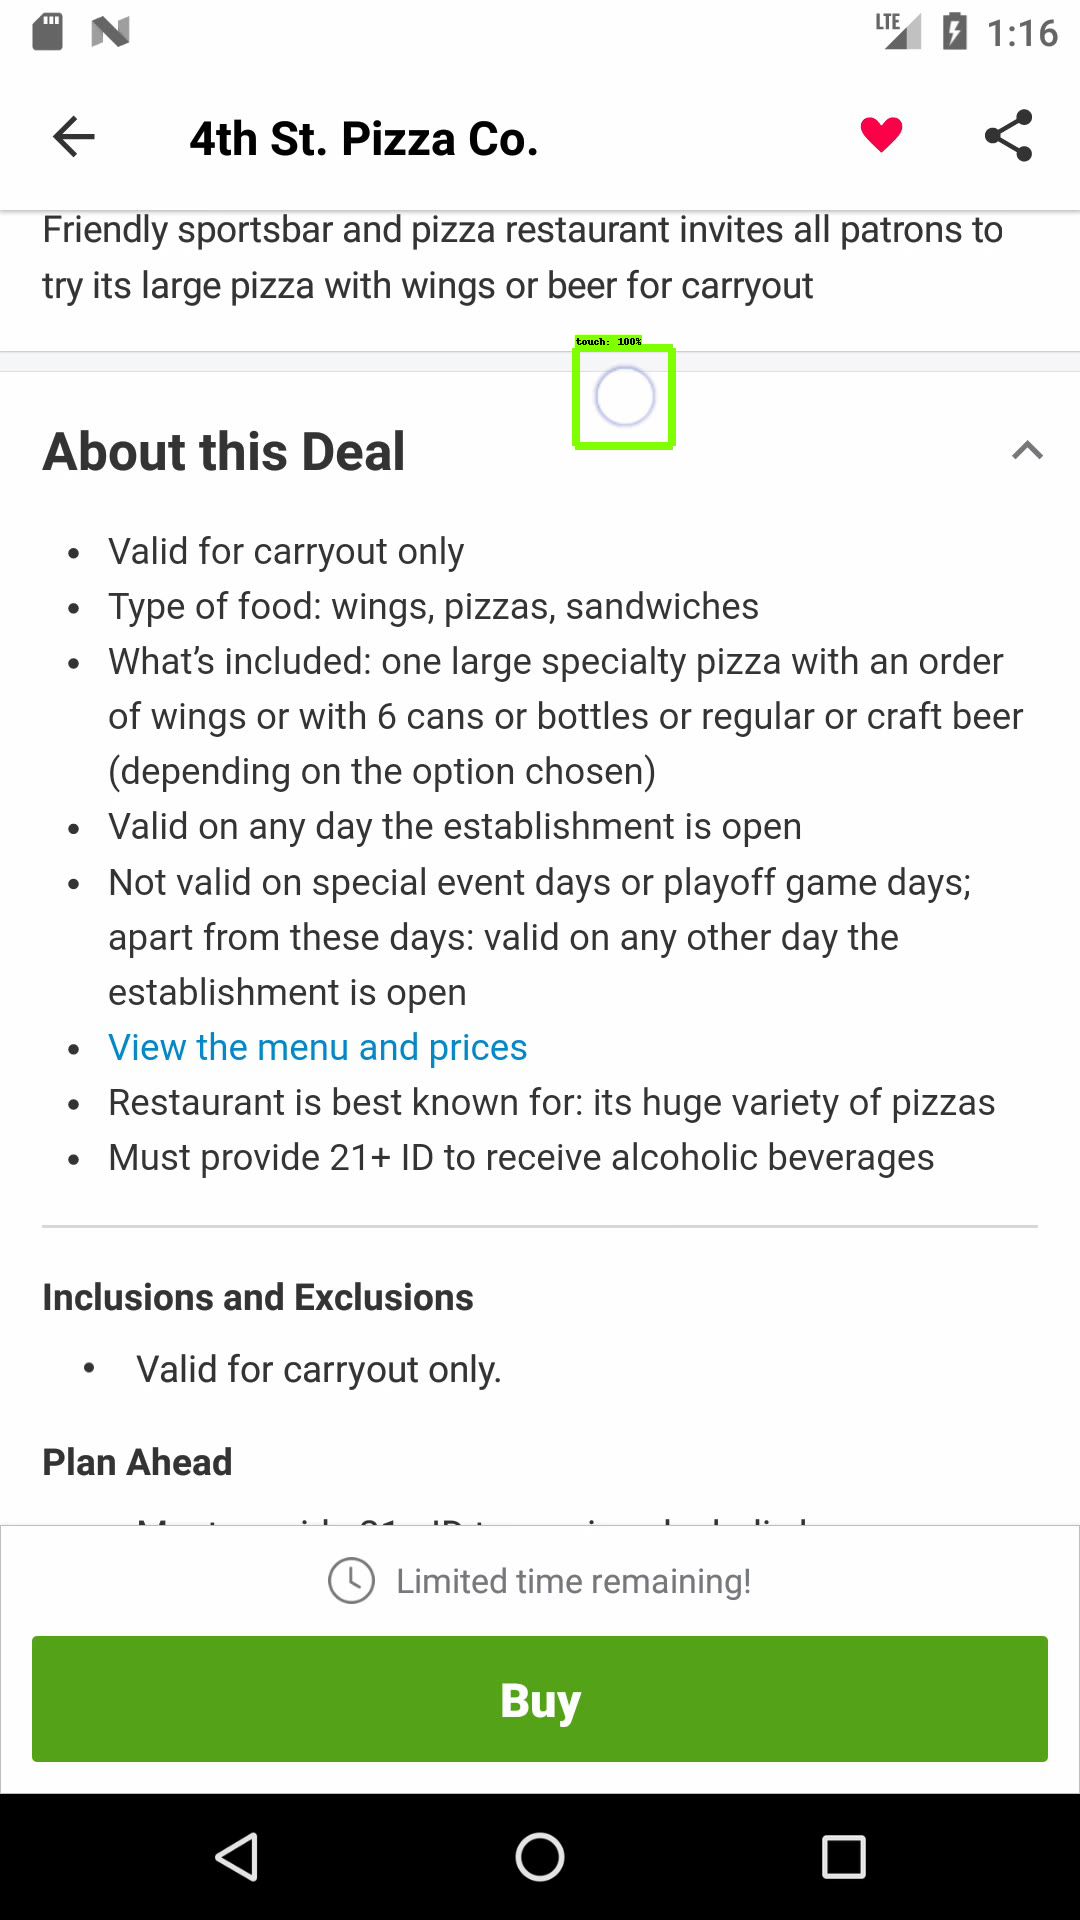 LTE 1:16
4th St. Pizza Co.
Friendly sportsbar and pizza restaurant invites all patrons to
try its large pizza with wings or beer for carryout
touch: 100%
About this Deal
• Valid for carryout only
• Type of food: wings, pizzas, sandwiches
• What's included: one large specialty pizza with an order
of wings or with 6 cans or bottles or regular or craft beer
(depending on the option chosen)
• Valid on any day the establishment is open
• Not valid on special event days or playoff game days;
apart from these days: valid on any other day the
establishment is open
• View the menu and prices
• Restaurant is best known for: its huge variety of pizzas
• Must provide 21+ ID to receive alcoholic beverages
Inclusions and Exclusions
• Valid for carryout only.
Plan Ahead
Limited time remaining!
Buy